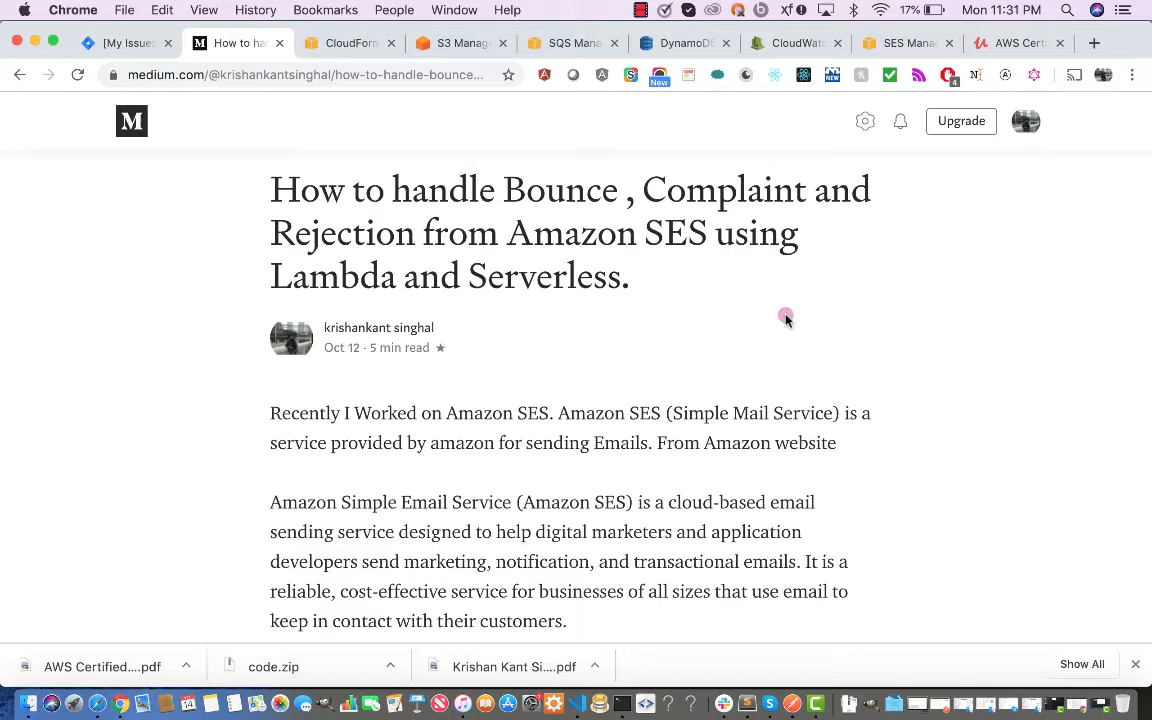 Chrome File Edit View History Bookmarks People Window Help 17% Mon 11:31 PM
[My Issues How to ha CloudForm S3 Manag SQS Mana DynamoDB CloudWat SES Mana AWS Certi
medium.com/@krishankantsinghal/how-to-handle-bounce...
New
NEW
4
M
Upgrade
How to handle Bounce , Complaint and
Rejection from Amazon SES using
Lambda and Serverless.
krishankant singhal
Oct 12 · 5 min read ★
Recently I Worked on Amazon SES. Amazon SES (Simple Mail Service) is a
service provided by amazon for sending Emails. From Amazon website
Amazon Simple Email Service (Amazon SES) is a cloud-based email
sending service designed to help digital marketers and application
developers send marketing, notification, and transactional emails. It is a
reliable, cost-effective service for businesses of all sizes that use email to
keep in contact with their customers.
AWS Certified....pdf code.zip Krishan Kant Si....pdf Show All